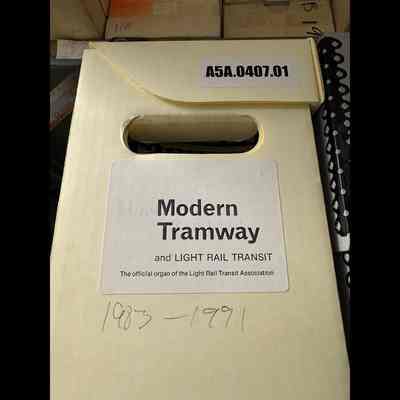 A5A.0407.01
Modern
Tramway
and LIGHT RAIL TRANSIT
The official organ of the Light Rail Transit Association
1983 – 1991